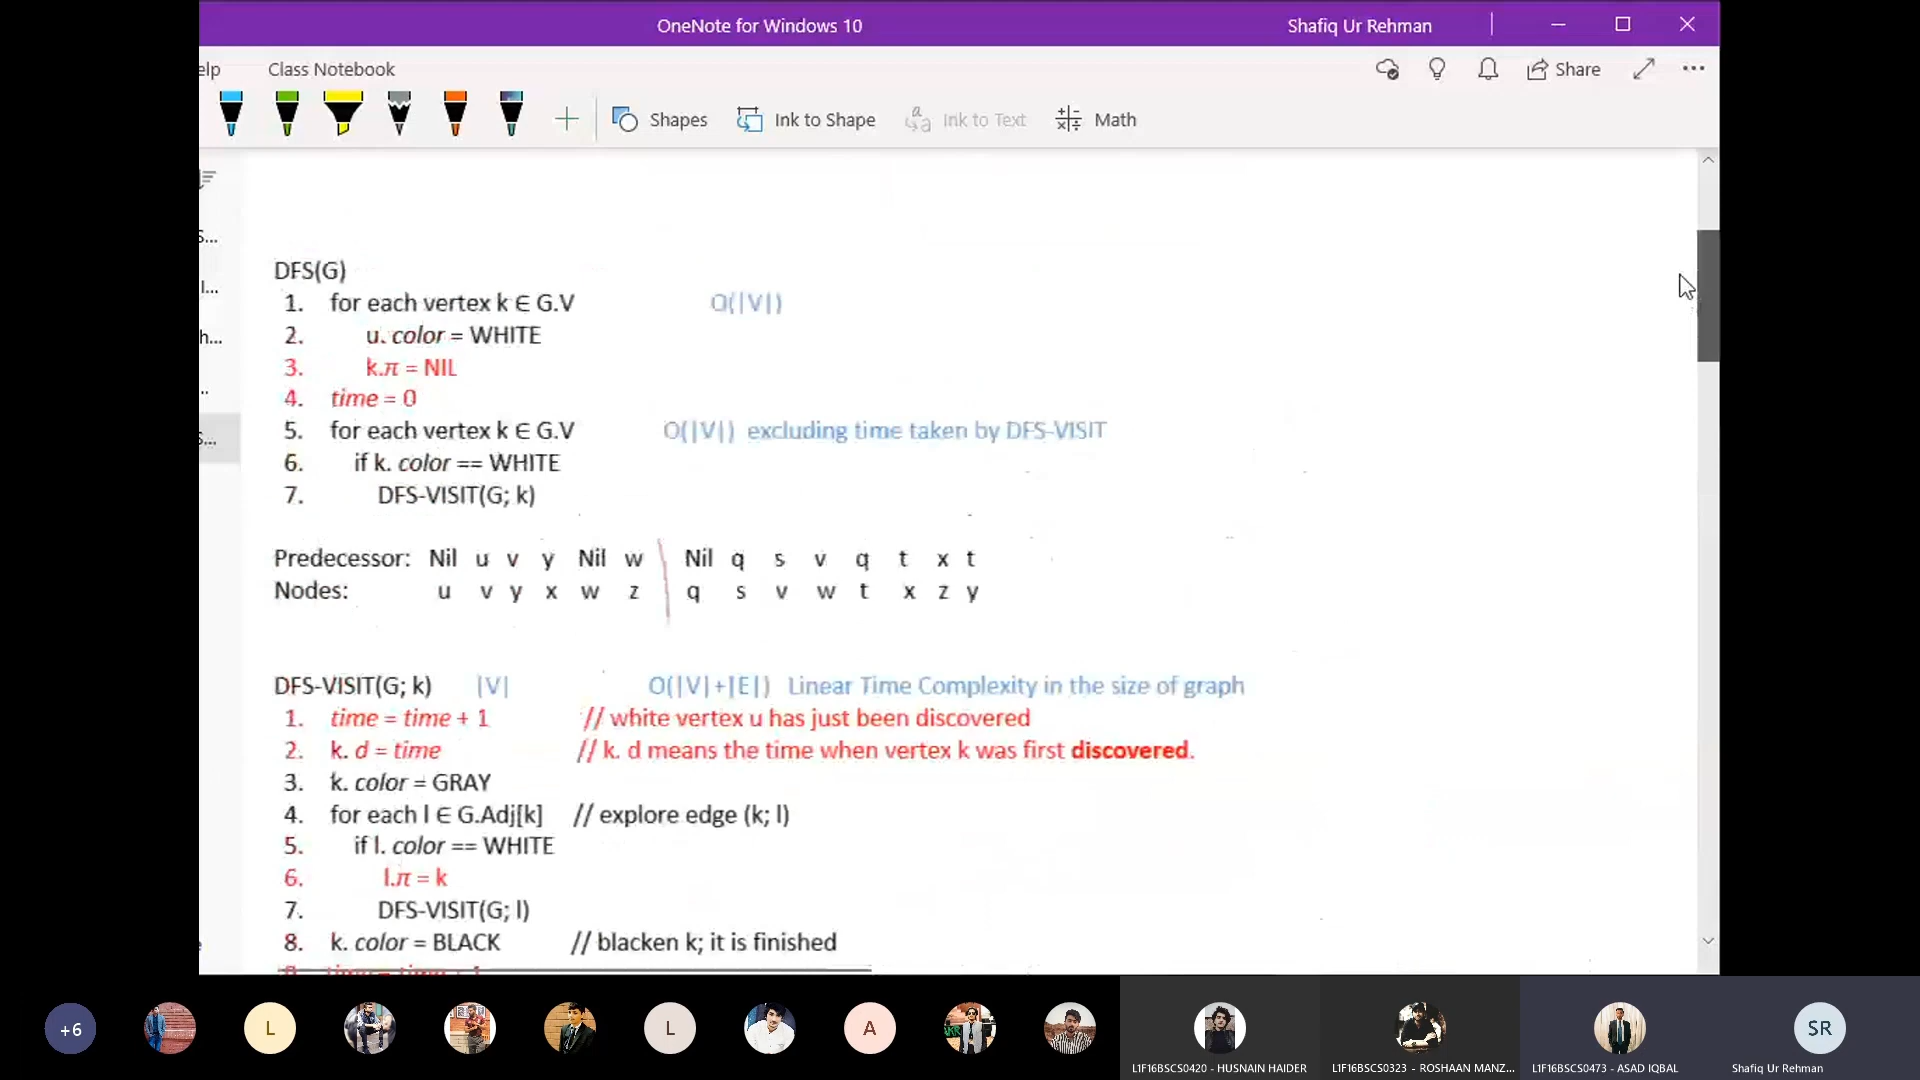 OneNote for Windows 10
Shafiq Ur Rehman
elp
Class Notebook
Share
Shapes
Ink to Shape
Ink to Text
Math
S...
I...
h...
..
S...
DFS(G)
1. for each vertex k ∈ G.V O(|V|)
2. u. color = WHITE
3. k.π = NIL
4. time = 0
5. for each vertex k ∈ G.V O(|V|) excluding time taken by DFS-VISIT
6. if k. color == WHITE
7. DFS-VISIT(G; k)
Predecessor: Nil u v y Nil w Nil q s v q t x t
Nodes: u v y x w z q s v w t x z y
DFS-VISIT(G; k) |V| O(|V|+|E|) Linear Time Complexity in the size of graph
1. time = time + 1 // white vertex u has just been discovered
2. k. d = time // k. d means the time when vertex k was first discovered.
3. k. color = GRAY
4. for each l ∈ G.Adj[k] // explore edge (k; l)
5. if l. color == WHITE
6. l.π = k
7. DFS-VISIT(G; l)
8. k. color = BLACK // blacken k; it is finished
9. time = time + 1
+6
L
L
A
SR
L1F16BSCS0420 - HUSNAIN HAIDER
L1F16BSCS0323 - ROSHAAN MANZ...
L1F16BSCS0473 - ASAD IQBAL
Shafiq Ur Rehman